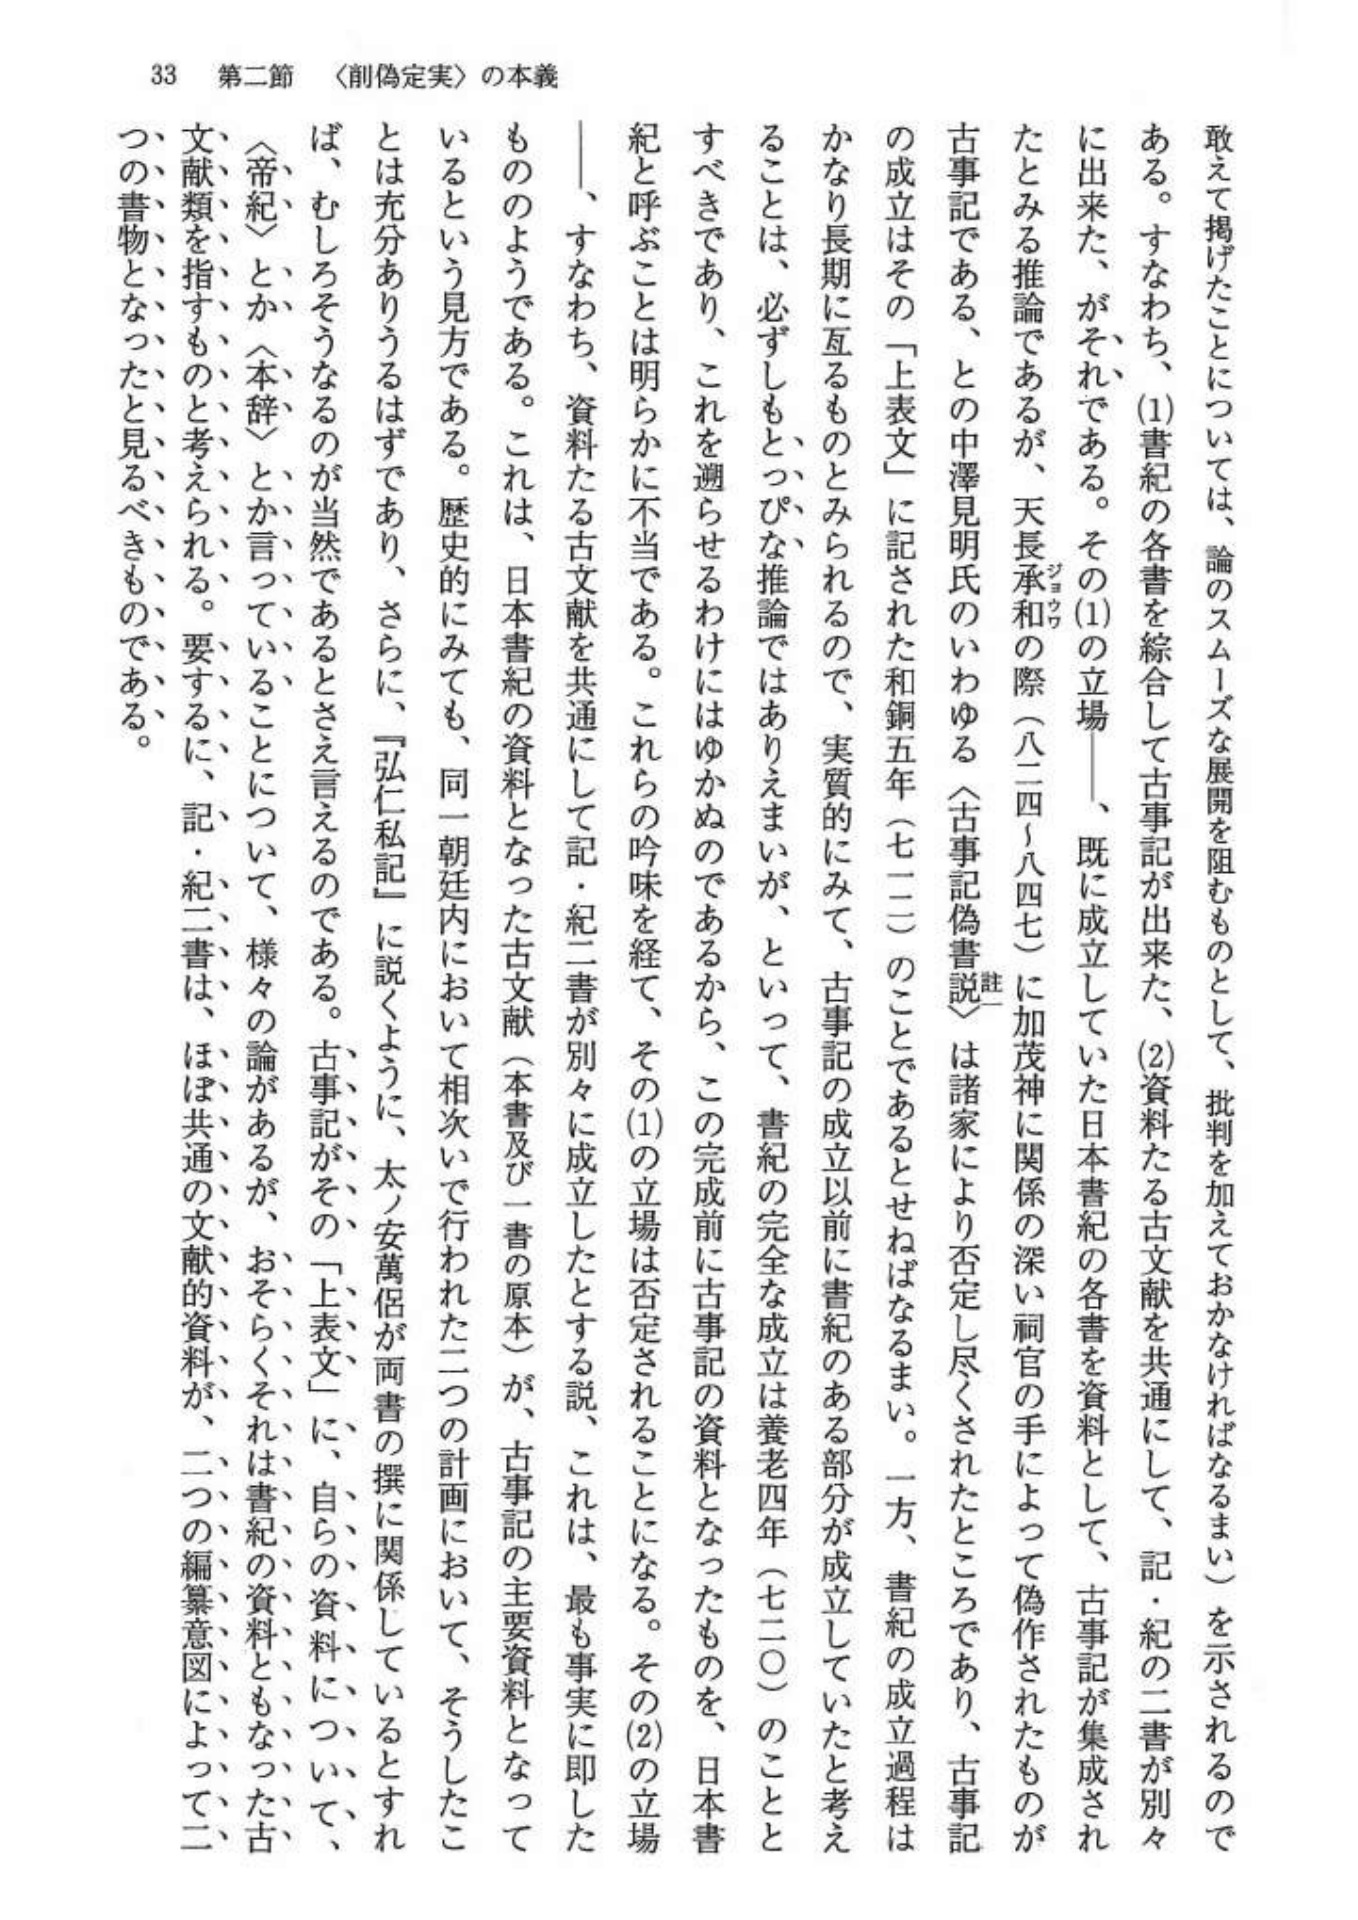 33　第二節　〈削偽定実〉の本義
敢えて掲げたことについては、論のスムーズな展開を阻むものとして、批判を加えておかなければなるまい）を示されるので
ある。すなわち、(1)書紀の各書を綜合して古事記が出来た、(2)資料たる古文献を共通にして、記・紀の二書が別々
に出来た、がそれである。その(1)の立場――、既に成立していた日本書紀の各書を資料として、古事記が集成され
たとみる推論であるが、天長承和ジョウワの際（八二四～八四七）に加茂神に関係の深い祠官の手によって偽作されたものが
古事記である、との中澤見明氏のいわゆる〈古事記偽書説〉註一は諸家により否定し尽くされたところであり、古事記
の成立はその「上表文」に記された和銅五年（七一二）のことであるとせねばなるまい。一方、書紀の成立過程は
かなり長期に亙るものとみられるので、実質的にみて、古事記の成立以前に書紀のある部分が成立していたと考え
ることは、必ずしもとっぴな推論ではありえまいが、といって、書紀の完全な成立は養老四年（七二〇）のことと
すべきであり、これを遡らせるわけにはゆかぬのであるから、この完成前に古事記の資料となったものを、日本書
紀と呼ぶことは明らかに不当である。これらの吟味を経て、その(1)の立場は否定されることになる。その(2)の立場
――、すなわち、資料たる古文献を共通にして記・紀二書が別々に成立したとする説、これは、最も事実に即した
もののようである。これは、日本書紀の資料となった古文献（本書及び一書の原本）が、古事記の主要資料となって
いるという見方である。歴史的にみても、同一朝廷内において相次いで行われた二つの計画において、そうしたこ
とは充分ありうるはずであり、さらに、『弘仁私記』に説くように、太ノ安萬侶が両書の撰に関係しているとすれ
ば、むしろそうなるのが当然であるとさえ言えるのである。古事記がその「上表文」に、自らの資料について、
〈帝紀〉とか〈本辞〉とか言っていることについて、様々の論があるが、おそらくそれは書紀の資料ともなった古
文献類を指すものと考えられる。要するに、記・紀二書は、ほぼ共通の文献的資料が、二つの編纂意図によって二
つの書物となったと見るべきものである。